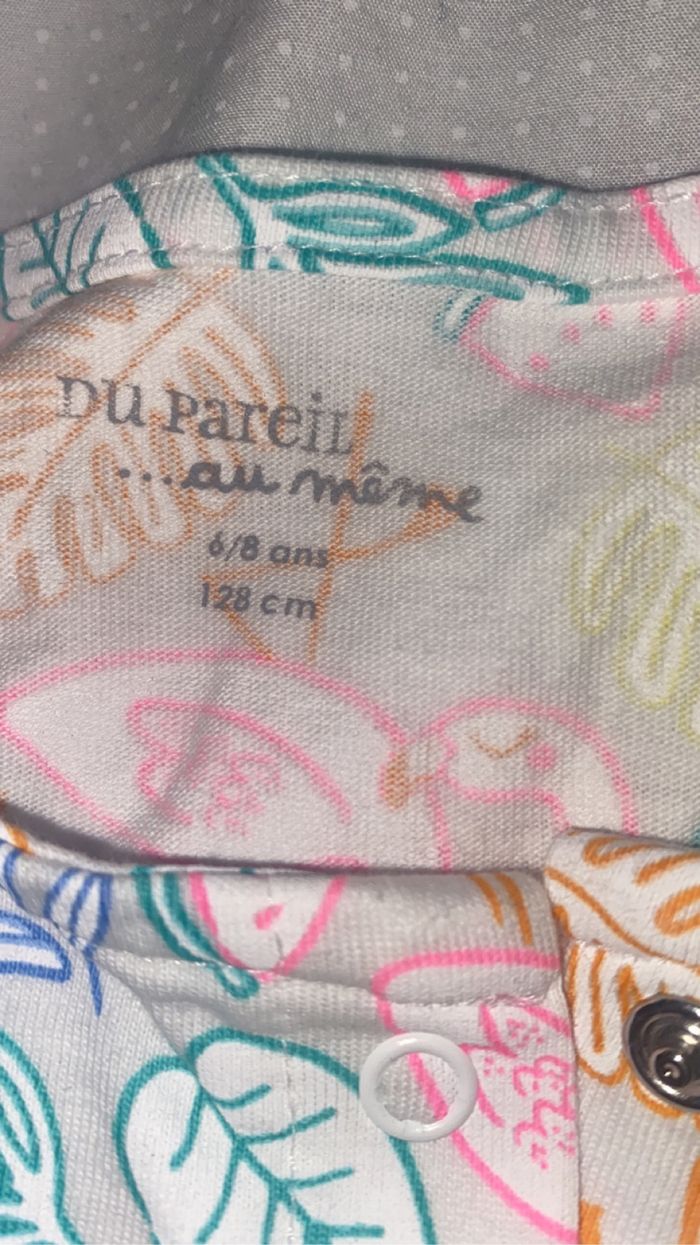 DU PAREIL
...au même
6/8 ans
128 cm